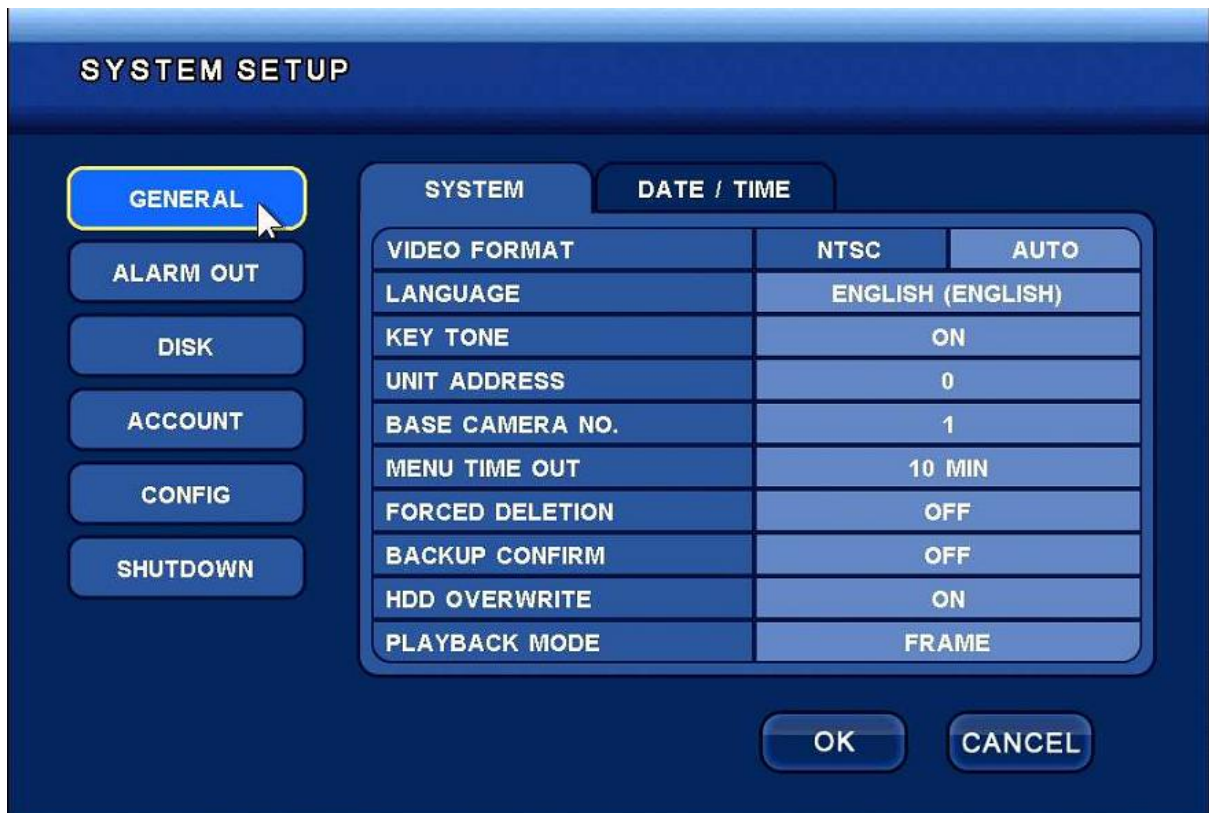 SYSTEM SETUP
GENERAL
ALARM OUT
DISK
ACCOUNT
CONFIG
SHUTDOWN
SYSTEM DATE / TIME
VIDEO FORMAT NTSC AUTO
LANGUAGE ENGLISH (ENGLISH)
KEY TONE ON
UNIT ADDRESS 0
BASE CAMERA NO. 1
MENU TIME OUT 10 MIN
FORCED DELETION OFF
BACKUP CONFIRM OFF
HDD OVERWRITE ON
PLAYBACK MODE FRAME
OK CANCEL